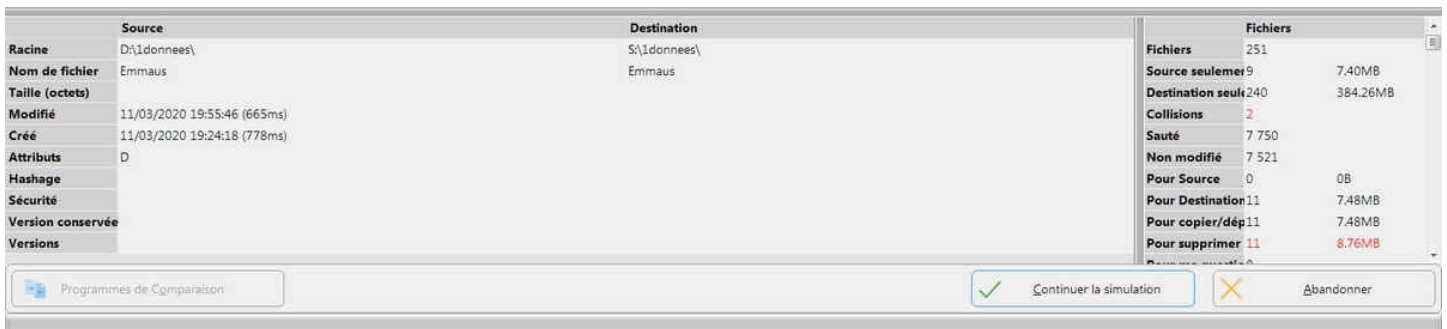 Source Destination Fichiers
Racine D:\1donnees\ S:\1donnees\ Fichiers 251
Nom de fichier Emmaus Emmaus Source seulemer 9 7.40MB
Taille (octets) Destination seule 240 384.26MB
Modifié 11/03/2020 19:55:46 (665ms) Collisions 2
Créé 11/03/2020 19:24:18 (778ms) Sauté 7 750
Attributs D Non modifié 7 521
Hashage Pour Source 0 0B
Sécurité Pour Destination 11 7.48MB
Version conservée Pour copier/dép 11 7.48MB
Versions Pour supprimer 11 8.76MB
Programmes de Comparaison Continuer la simulation Abandonner